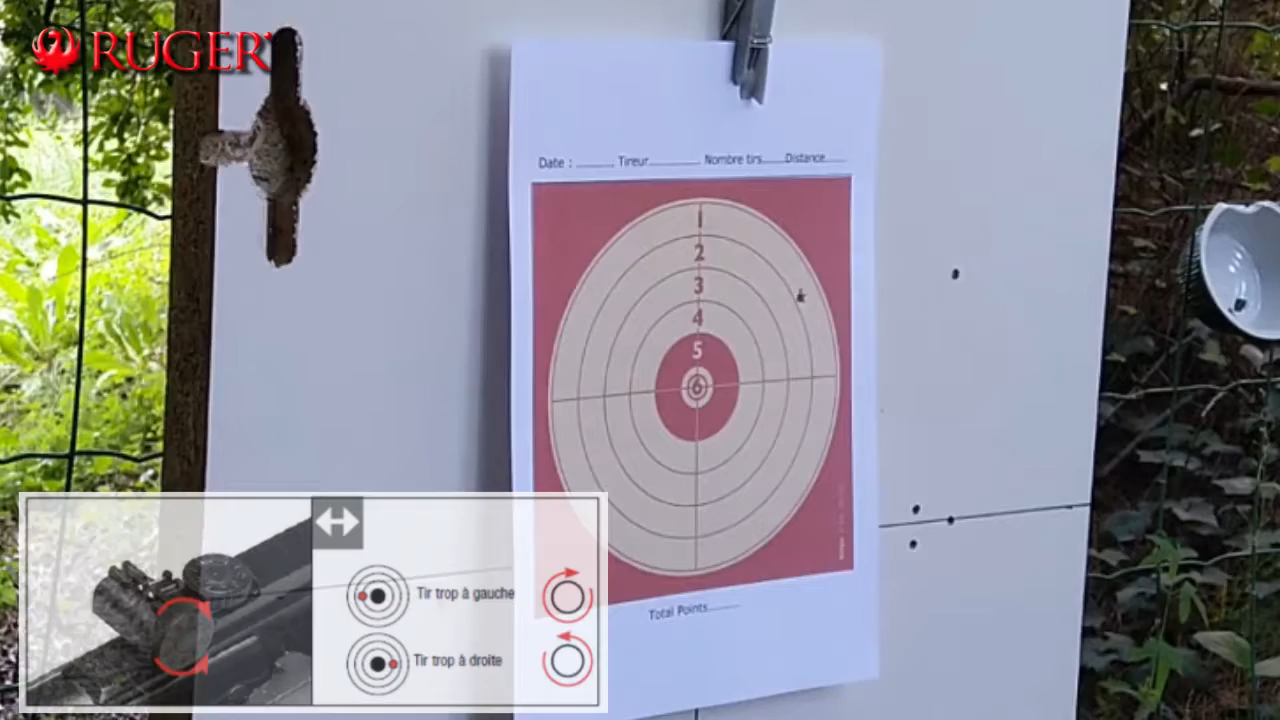 RUGER
Date : ........... Tireur.............. Nombre tirs......Distance......
1
2
3
4
5
6
Total Points.........
Tir trop à gauche
Tir trop à droite